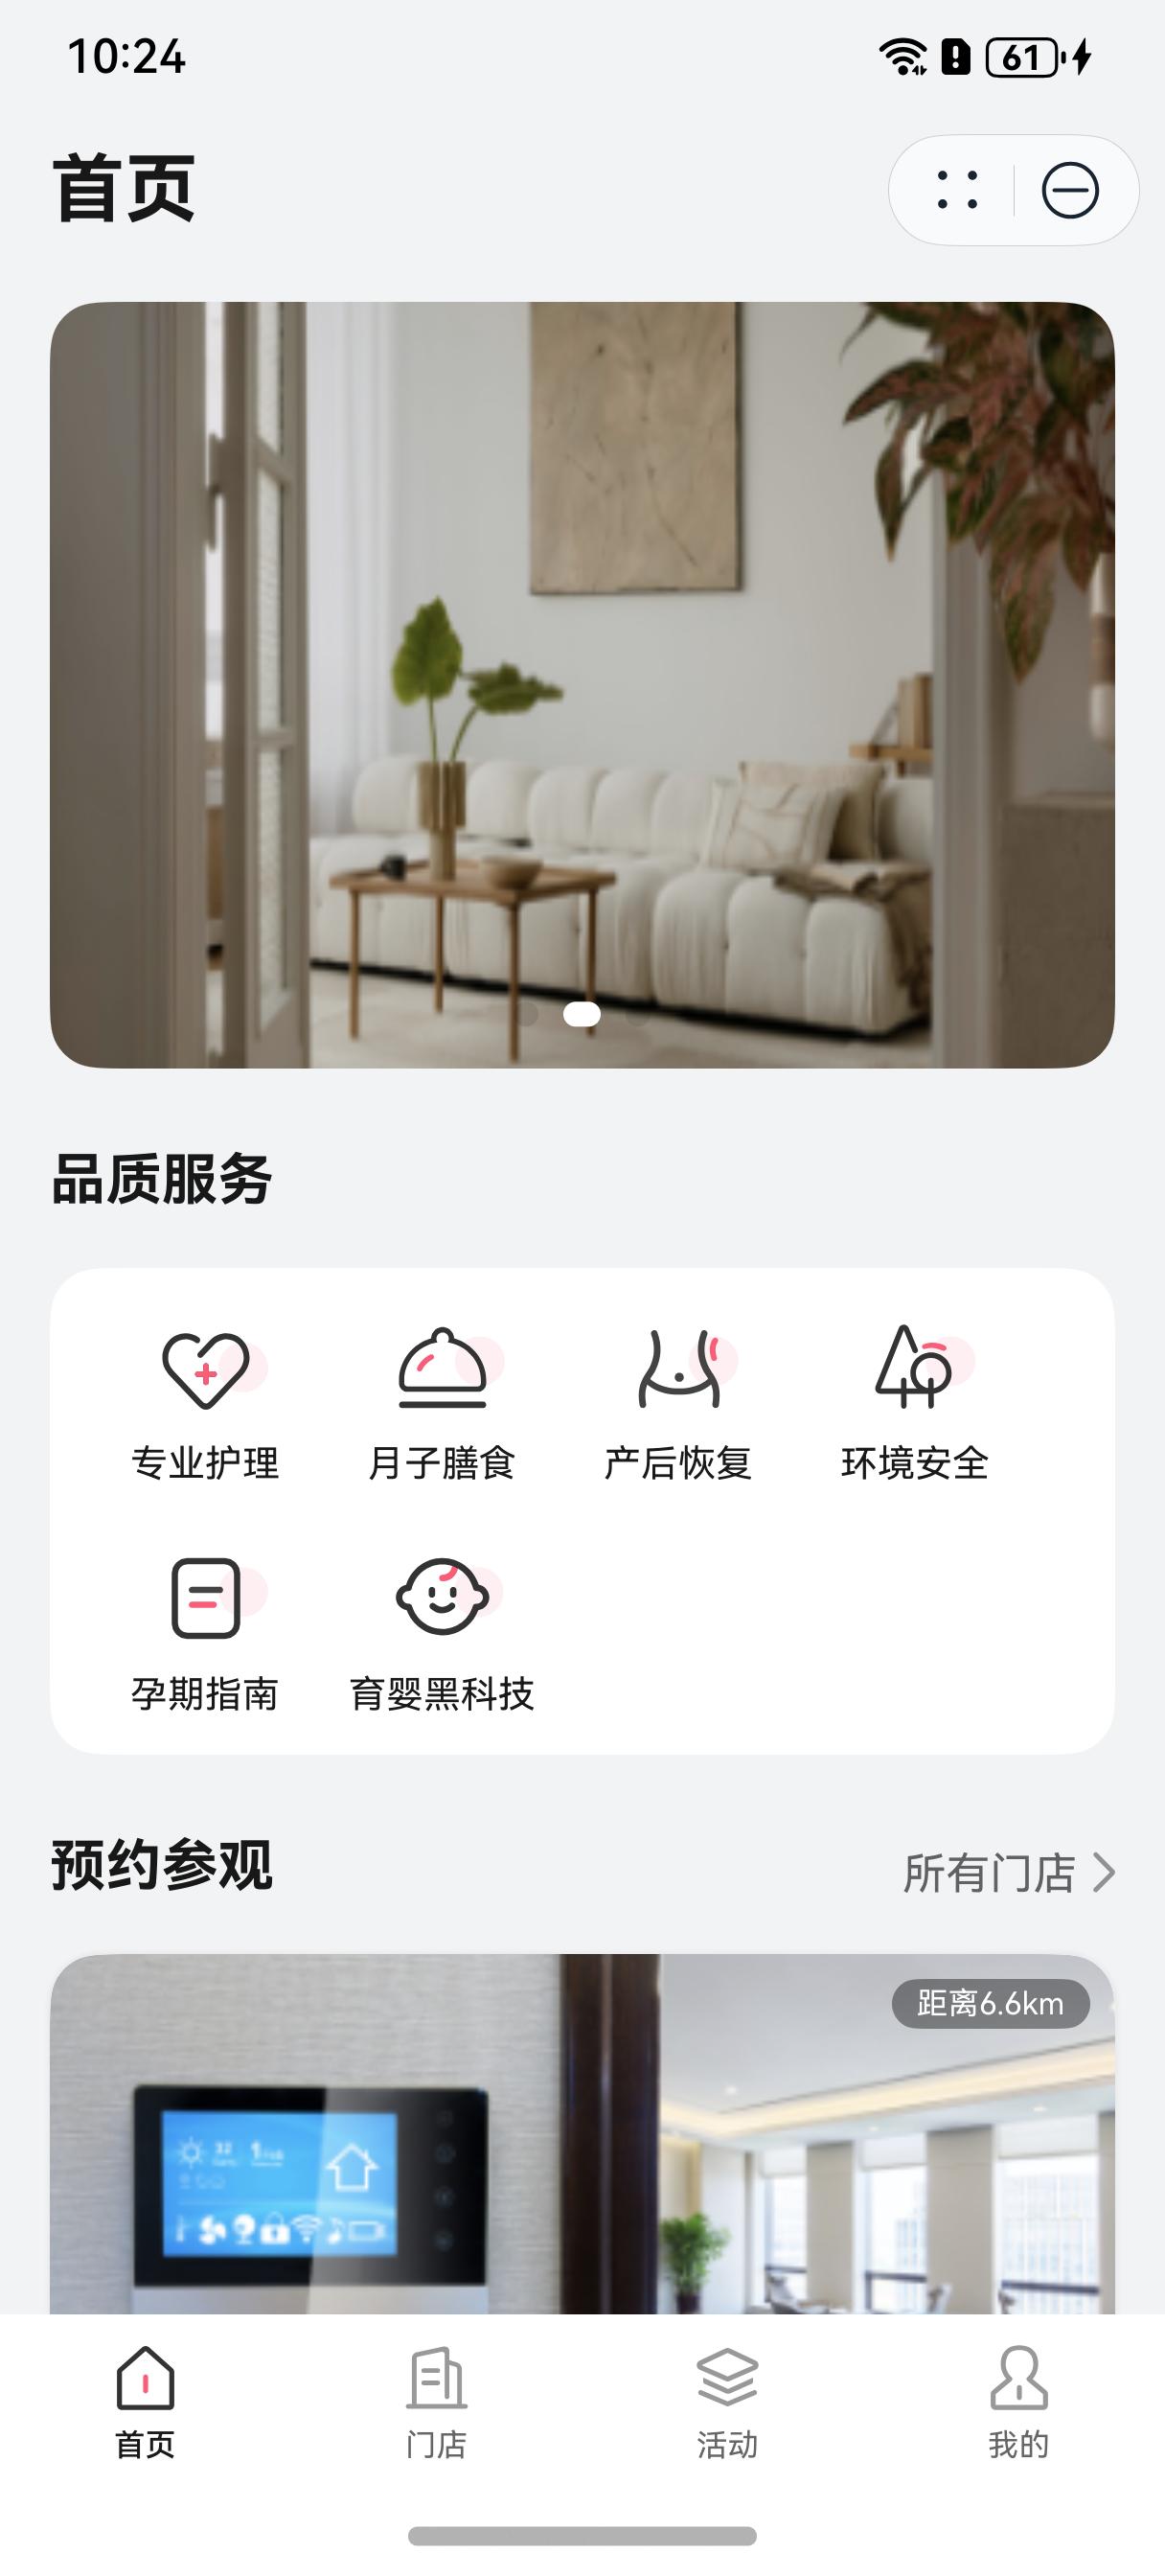 10:24
61
首页
品质服务
专业护理 月子膳食 产后恢复 环境安全
孕期指南 育婴黑科技
预约参观
所有门店
距离6.6km
首页 门店 活动 我的